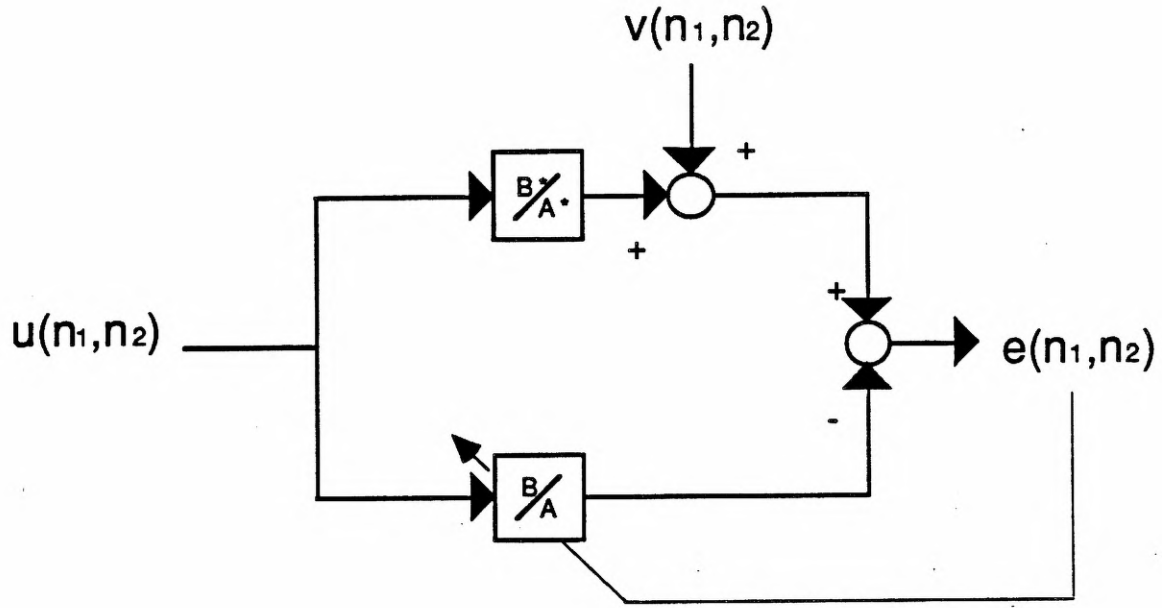 v(n₁,n₂)
+
B*/A*
+
+
u(n₁,n₂)
e(n₁,n₂)
-
B/A